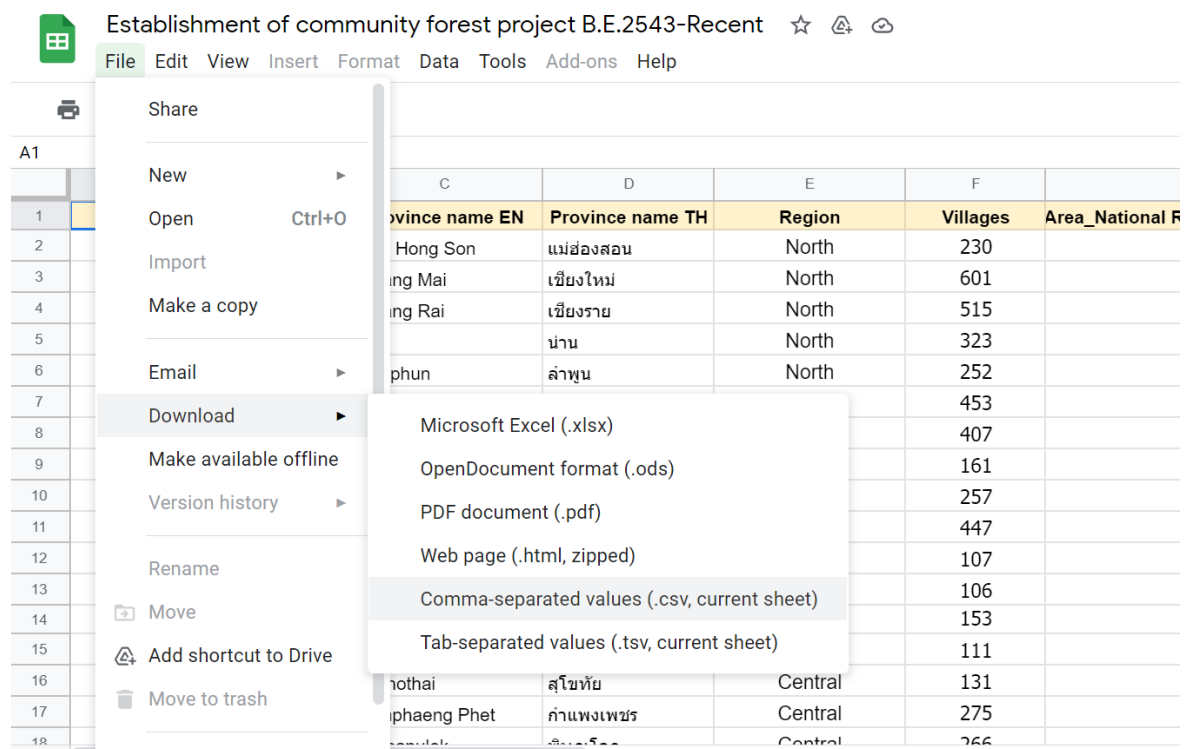 Establishment of community forest project B.E.2543-Recent
File Edit View Insert Format Data Tools Add-ons Help
A1
Share
New
Open Ctrl+O
Import
Make a copy
Email
Download
Make available offline
Version history
Rename
Move
Add shortcut to Drive
Move to trash
Microsoft Excel (.xlsx)
OpenDocument format (.ods)
PDF document (.pdf)
Web page (.html, zipped)
Comma-separated values (.csv, current sheet)
Tab-separated values (.tsv, current sheet)
C D E F
1 ovince name EN Province name TH Region Villages Area_National R
2 Hong Son แม่ฮ่องสอน North 230
3 ng Mai เชียงใหม่ North 601
4 ng Rai เชียงราย North 515
5 น่าน North 323
6 phun ลำพูน North 252
7 453
8 407
9 161
10 257
11 447
12 107
13 106
14 153
15 111
16 hothai สุโขทัย Central 131
17 phaeng Phet กำแพงเพชร Central 275
18 Central 266